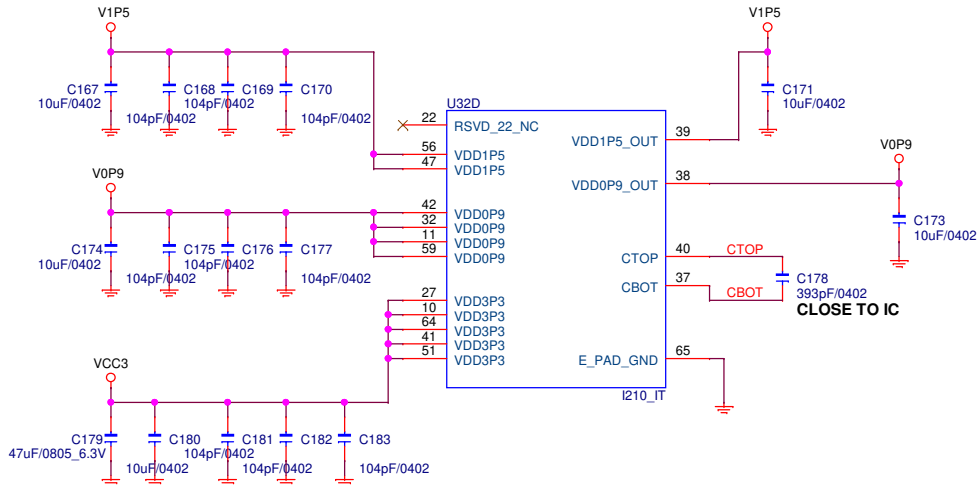 V1P5
C167
10uF/0402
C168
104pF/0402
C169
104pF/0402
C170
104pF/0402
V0P9
C174
10uF/0402
C175
104pF/0402
C176
104pF/0402
C177
104pF/0402
VCC3
C179
47uF/0805_6.3V
C180
10uF/0402
C181
104pF/0402
C182
104pF/0402
C183
104pF/0402
U32D
22
RSVD_22_NC
56
VDD1P5
47
VDD1P5
42
VDD0P9
32
VDD0P9
11
VDD0P9
59
VDD0P9
27
VDD3P3
10
VDD3P3
64
VDD3P3
41
VDD3P3
51
VDD3P3
VDD1P5_OUT
39
VDD0P9_OUT
38
CTOP
40
CTOP
CBOT
37
CBOT
E_PAD_GND
65
I210_IT
V1P5
C171
10uF/0402
V0P9
C173
10uF/0402
C178
393pF/0402
CLOSE TO IC